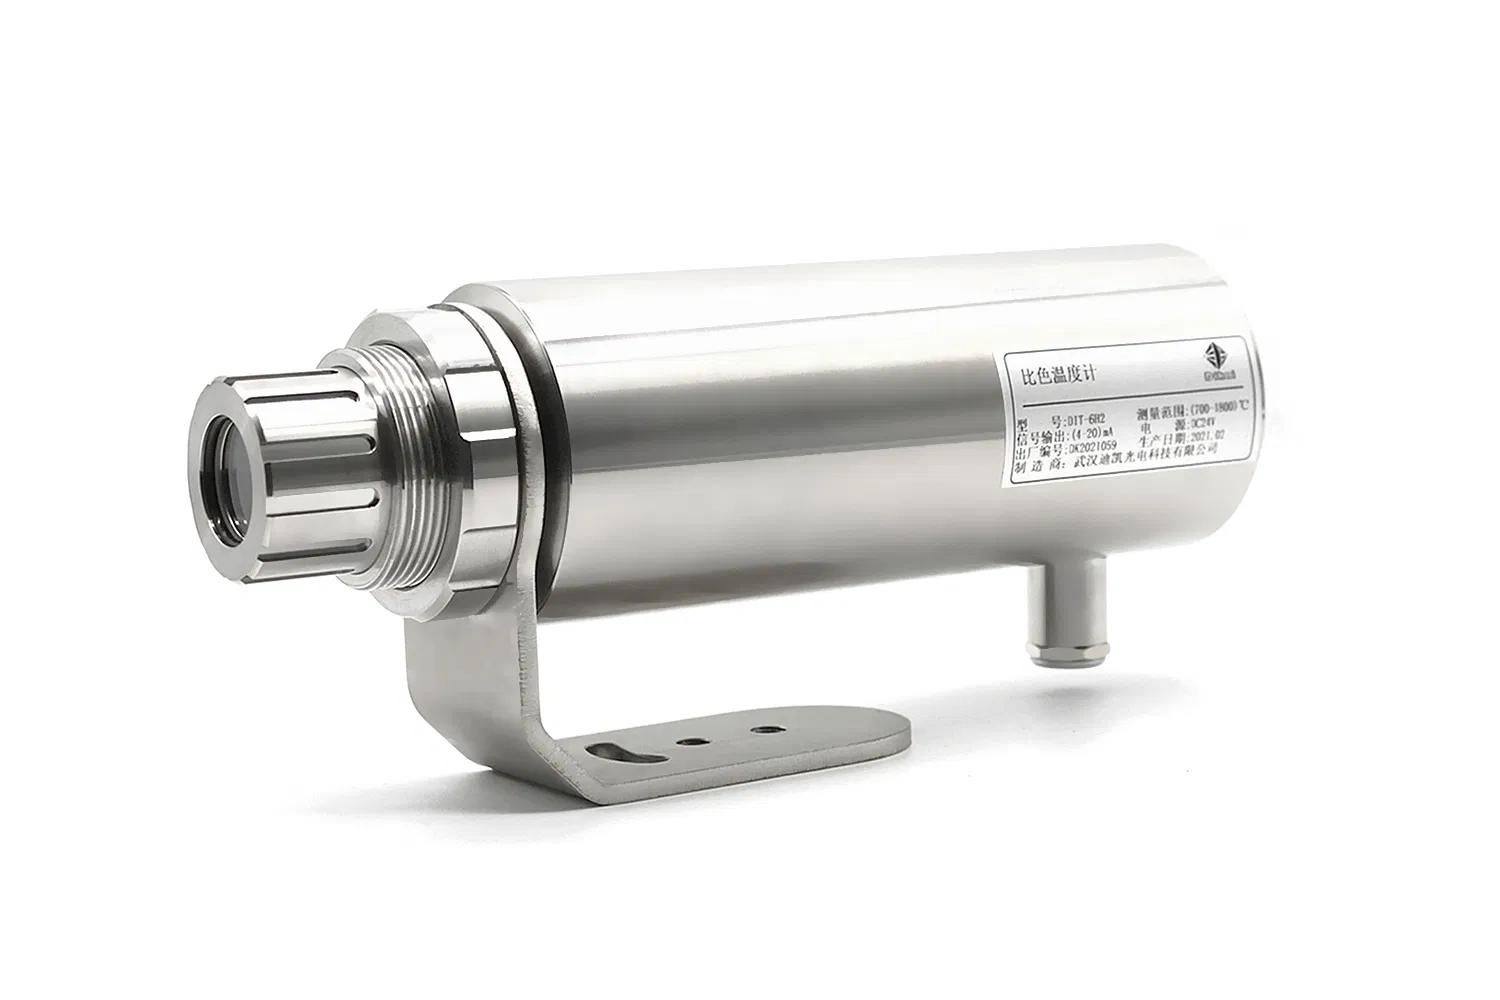 比色温度计
型 号:DIT-6H2 测量范围:(700-1800)℃
信号输出:(4-20)mA 电 源:DC24V
出厂编号:DK2021059 生产日期:2021.02
制 造 商: 武汉迪凯光电科技有限公司